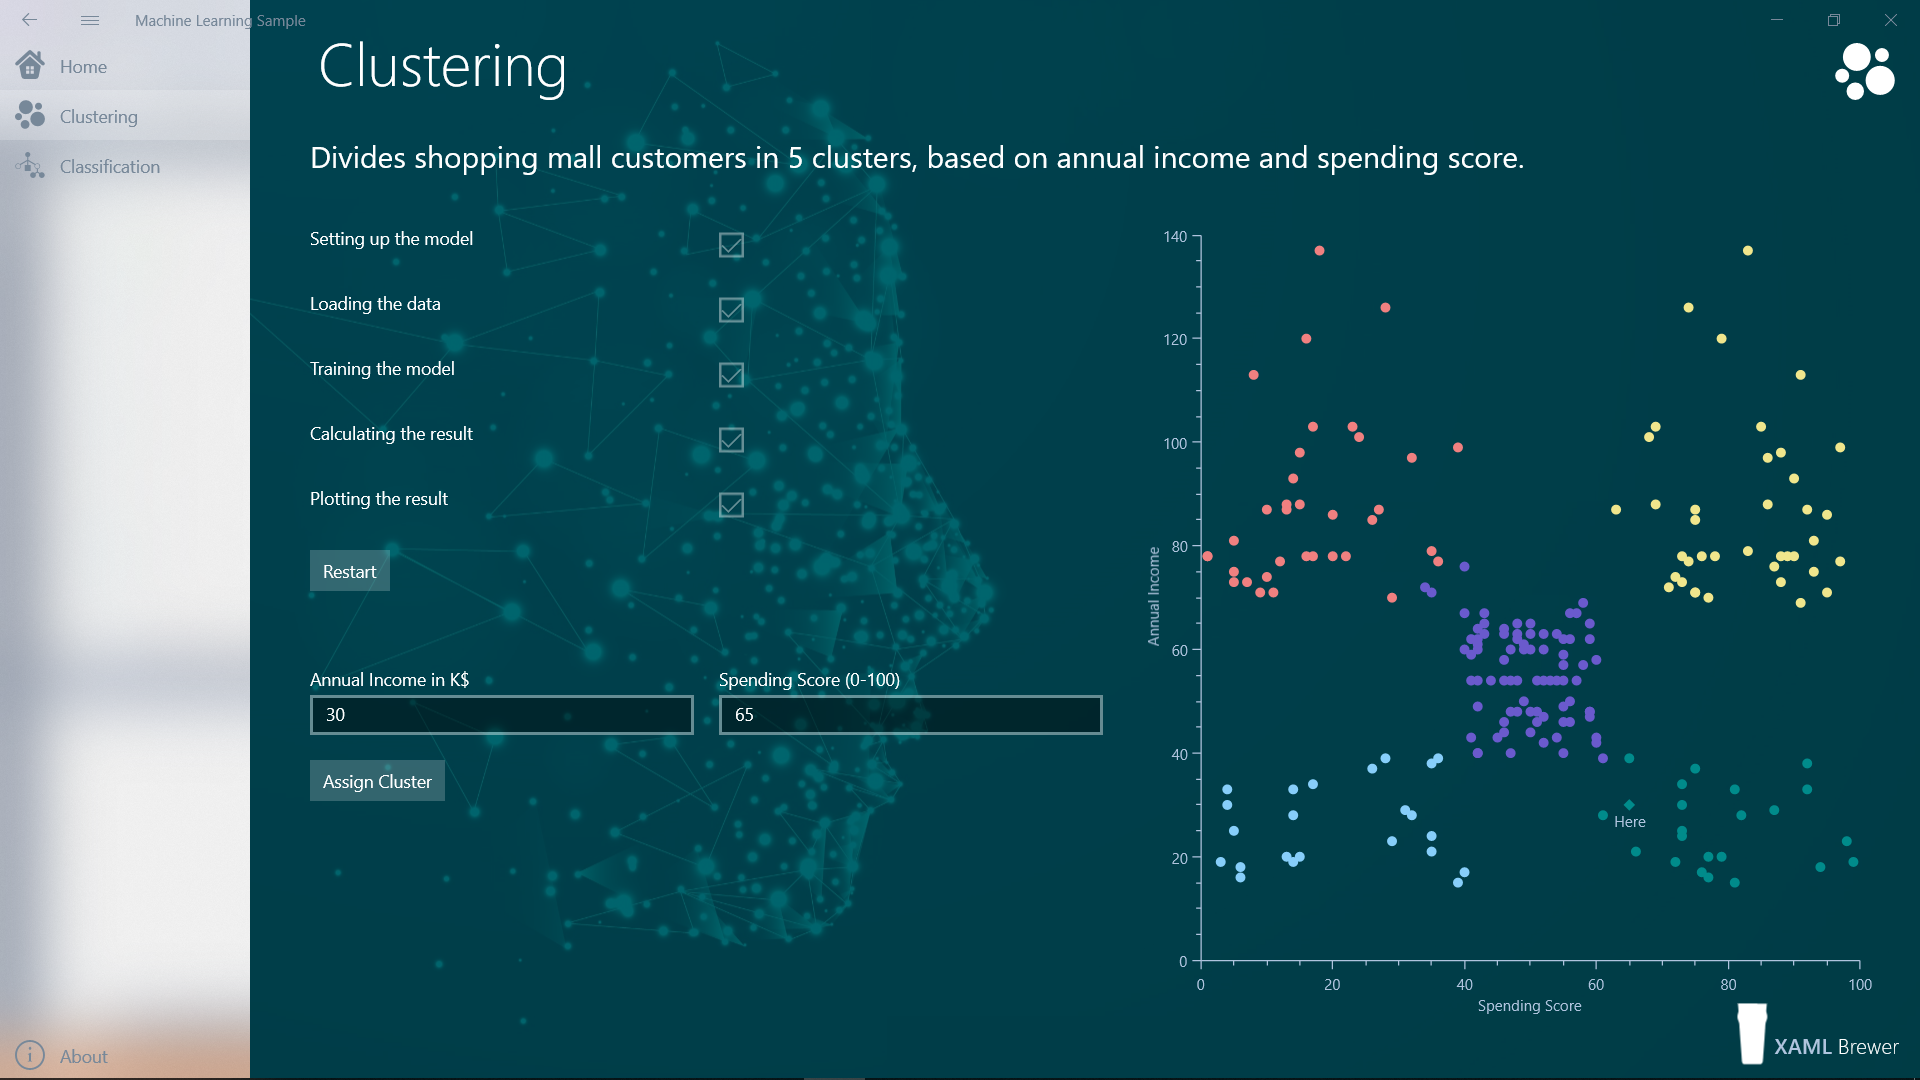 Machine Learning Sample
Home
Clustering
Classification
About
Clustering
Divides shopping mall customers in 5 clusters, based on annual income and spending score.
Setting up the model
Loading the data
Training the model
Calculating the result
Plotting the result
Restart
Annual Income in K$
Spending Score (0-100)
30
65
Assign Cluster
140
120
100
80
60
40
20
0
Annual Income
Here
0 20 40 60 80 100
Spending Score
XAML Brewer